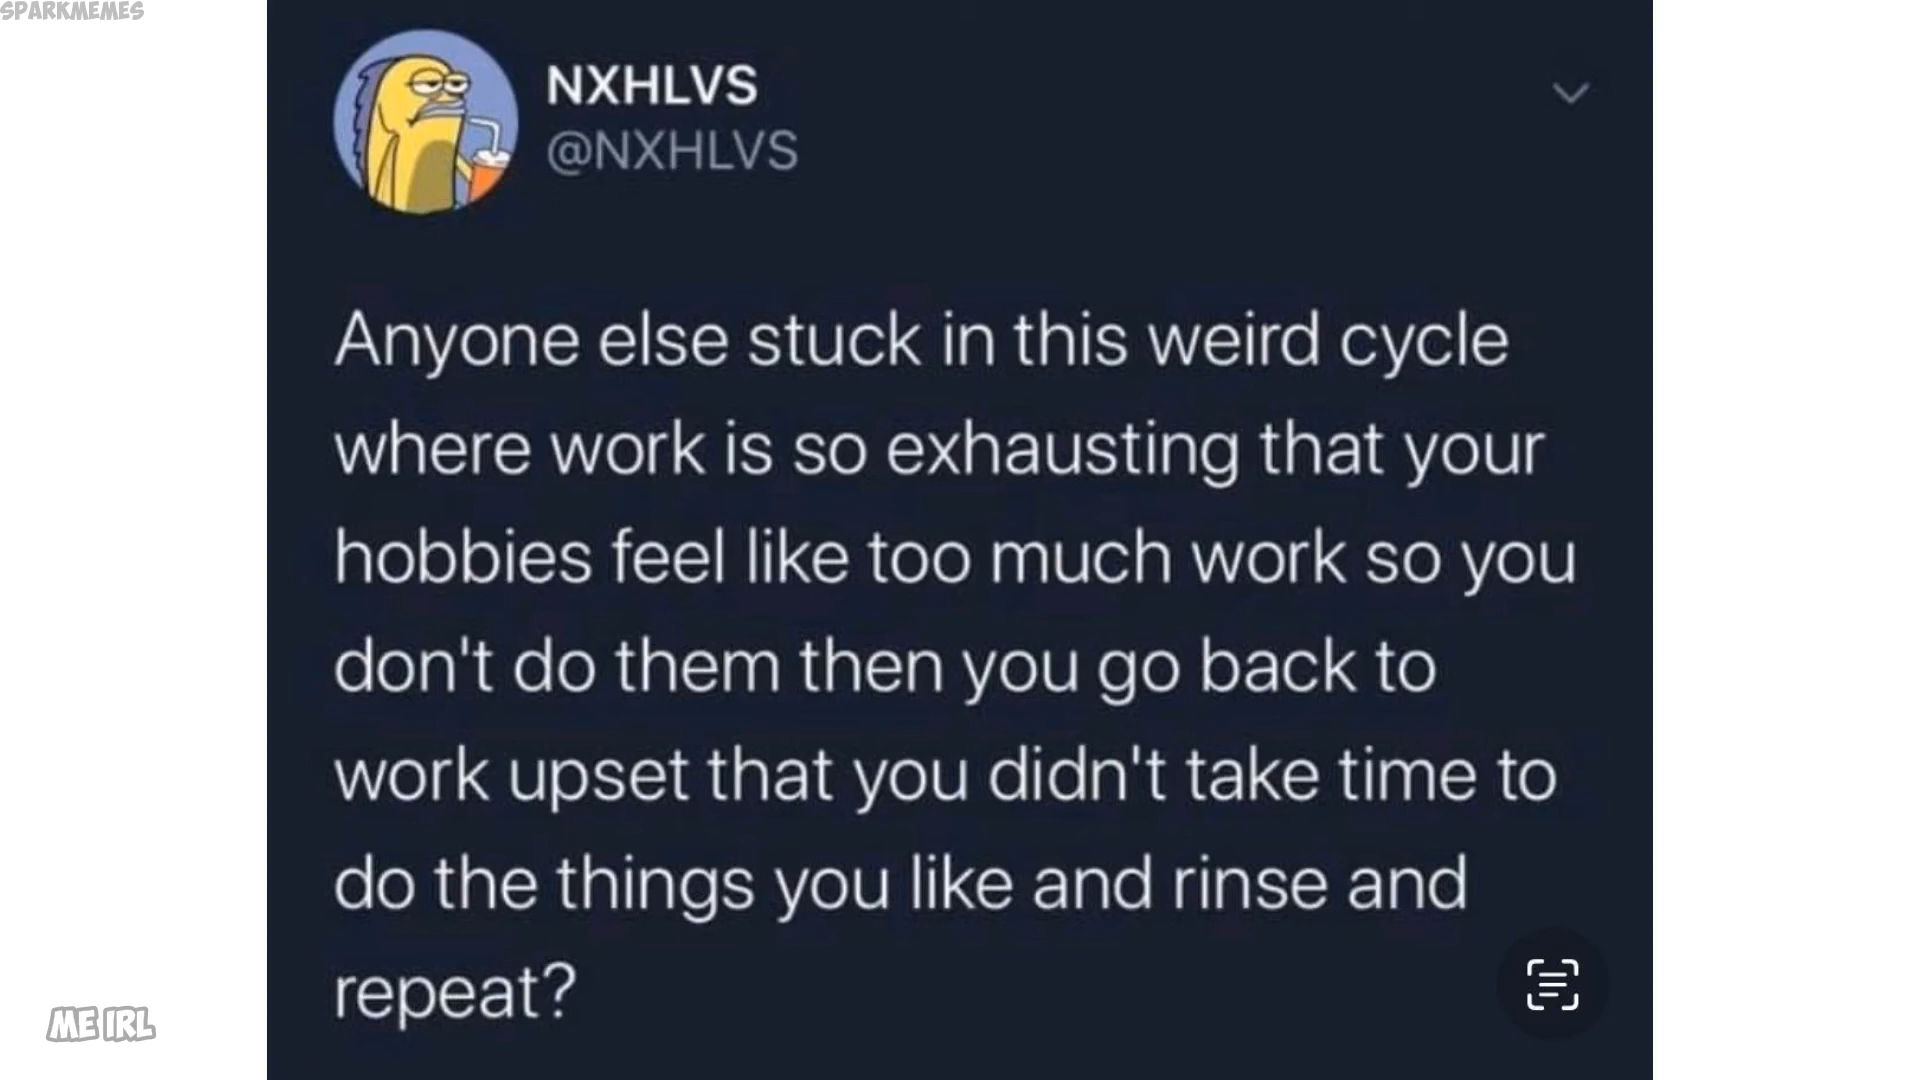 SPARKMEMES
NXHLVS
@NXHLVS
Anyone else stuck in this weird cycle
where work is so exhausting that your
hobbies feel like too much work so you
don't do them then you go back to
work upset that you didn't take time to
do the things you like and rinse and
repeat?
ME IRL